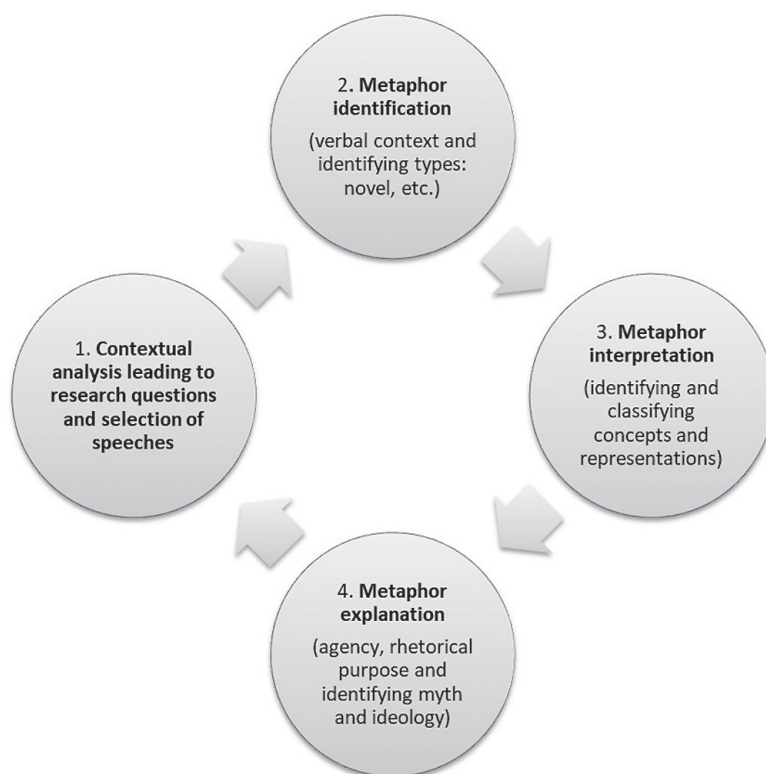 2. Metaphor
identification
(verbal context and
identifying types:
novel, etc.)
1. Contextual
analysis leading to
research questions
and selection of
speeches
3. Metaphor
interpretation
(identifying and
classifying
concepts and
representations)
4. Metaphor
explanation
(agency, rhetorical
purpose and
identifying myth
and ideology)